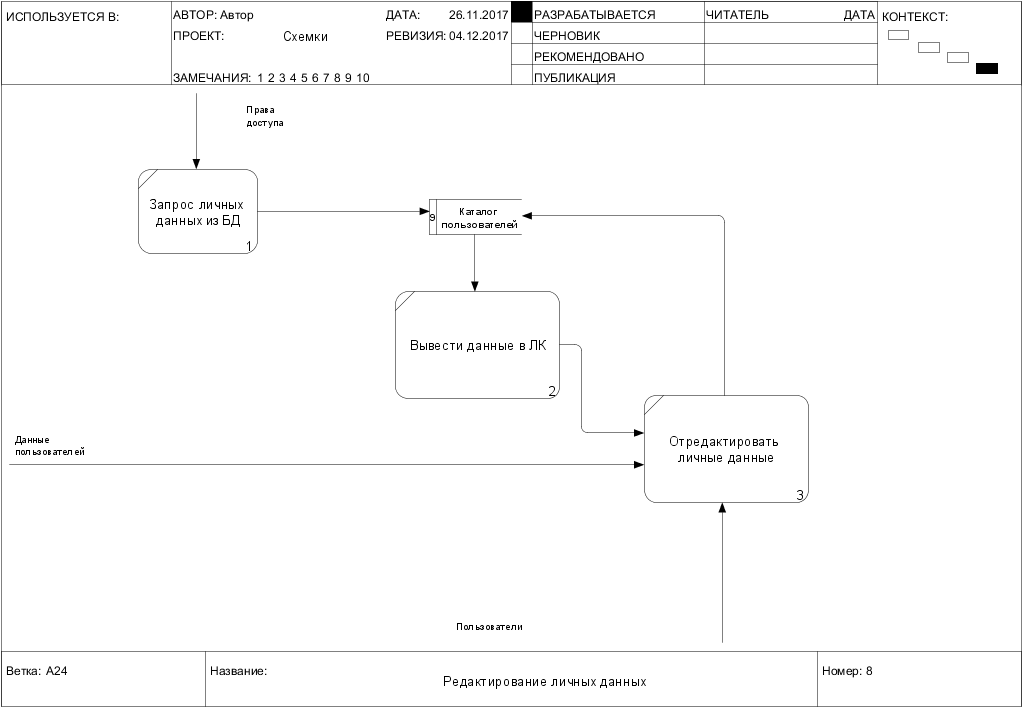 ИСПОЛЬЗУЕТСЯ В:
АВТОР: Автор
ДАТА: 26.11.2017
РАЗРАБАТЫВАЕТСЯ
ЧИТАТЕЛЬ
ДАТА
КОНТЕКСТ:
ПРОЕКТ: Схемки
РЕВИЗИЯ: 04.12.2017
ЧЕРНОВИК
РЕКОМЕНДОВАНО
ЗАМЕЧАНИЯ: 1 2 3 4 5 6 7 8 9 10
ПУБЛИКАЦИЯ
Права
доступа
Запрос личных
данных из БД
1
9
Каталог
пользователей
Вывести данные в ЛК
2
Данные
пользователей
Отредактировать
личные данные
3
Пользователи
Ветка: A24
Название:
Редактирование личных данных
Номер: 8